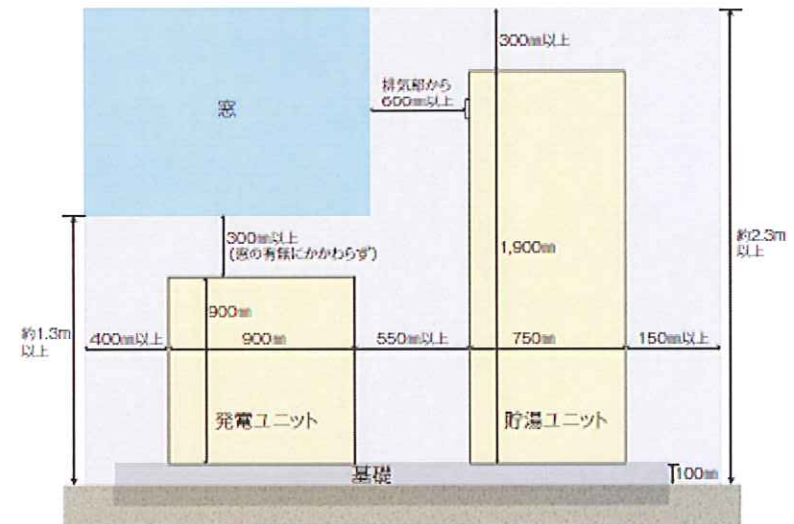 300㎜以上
排気部から
600㎜以上
窓
300㎜以上
(窓の有無にかかわらず)
1,900㎜
約2.3m
以上
900㎜
約1.3m
以上
400㎜以上
900㎜
550㎜以上
750㎜
150㎜以上
発電ユニット
貯湯ユニット
基礎
100㎜